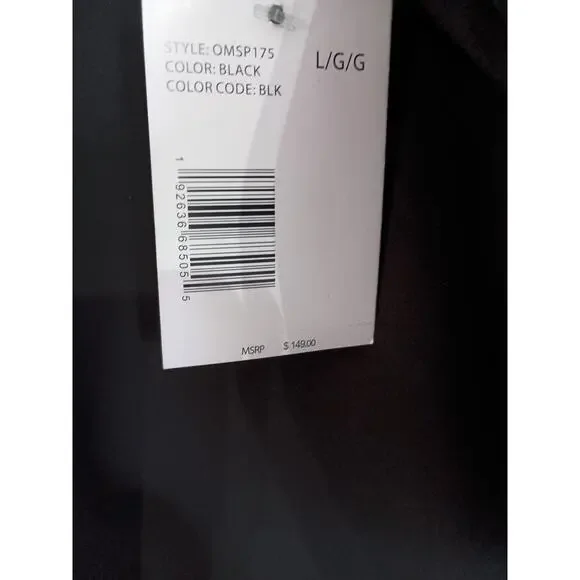 STYLE: OMSP175
COLOR: BLACK
COLOR CODE: BLK
L/G/G
1 92636 68505 5
MSRP $ 149.00